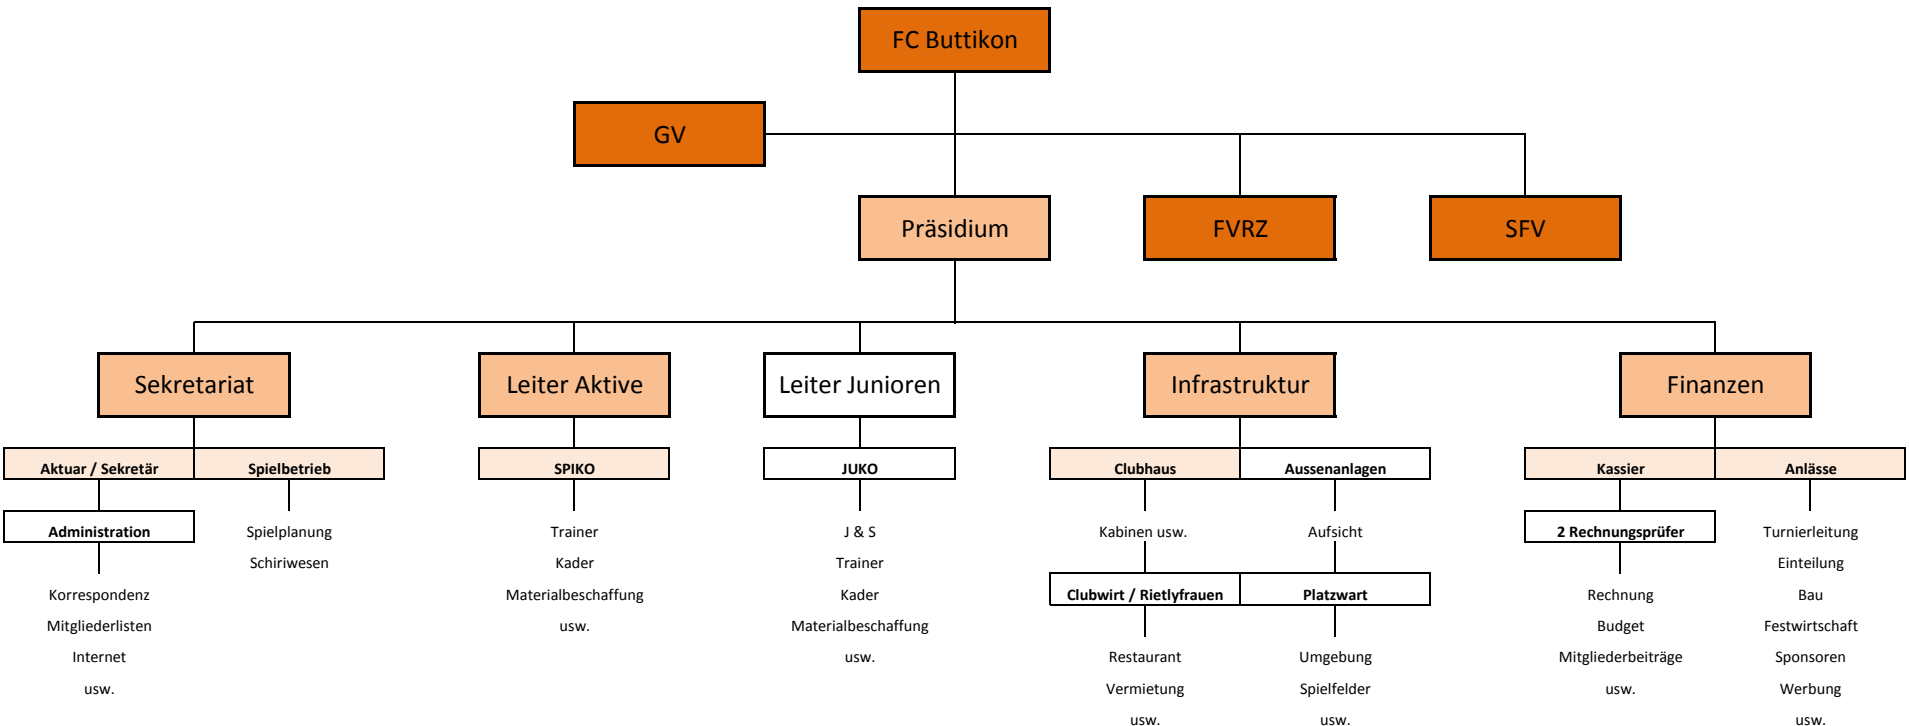 FC Buttikon
GV
Präsidium
FVRZ
SFV
Sekretariat
Leiter Aktive
Leiter Junioren
Infrastruktur
Finanzen
Aktuar / Sekretär
Spielbetrieb
SPIKO
JUKO
Clubhaus
Aussenanlagen
Kassier
Anlässe
Administration
Spielplanung
Trainer
J & S
Kabinen usw.
Aufsicht
2 Rechnungsprüfer
Turnierleitung
Schiriwesen
Kader
Trainer
Einteilung
Korrespondenz
Materialbeschaffung
Kader
Clubwirt / Rietlyfrauen
Platzwart
Rechnung
Bau
Mitgliederlisten
usw.
Materialbeschaffung
Budget
Festwirtschaft
Internet
usw.
Restaurant
Umgebung
Mitgliederbeiträge
Sponsoren
usw.
Vermietung
Spielfelder
usw.
Werbung
usw.
usw.
usw.